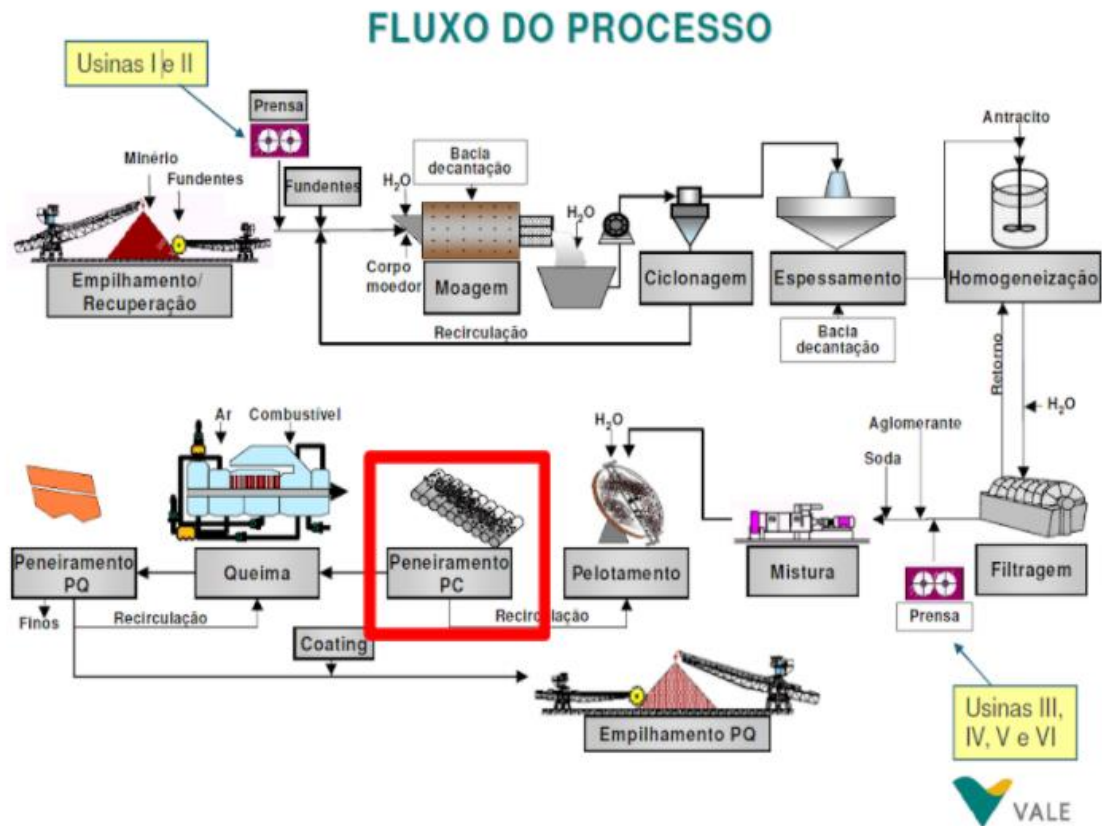 FLUXO DO PROCESSO
Usinas I e II
Prensa
Minério
Fundentes
Fundentes
H2O
Bacia
decantação
Corpo
moedor
Moagem
H2O
Ciclonagem
Espessamento
Bacia
decantação
Antracito
Homogeneização
Empilhamento/
Recuperação
Recirculação
Retorno
H2O
Ar
Combustível
H2O
Aglomerante
Soda
Peneiramento
PQ
Queima
Peneiramento
PC
Pelotamento
Mistura
Filtragem
Finos
Recirculação
Recirculação
Prensa
Coating
Empilhamento PQ
Usinas III,
IV, V e VI
VALE